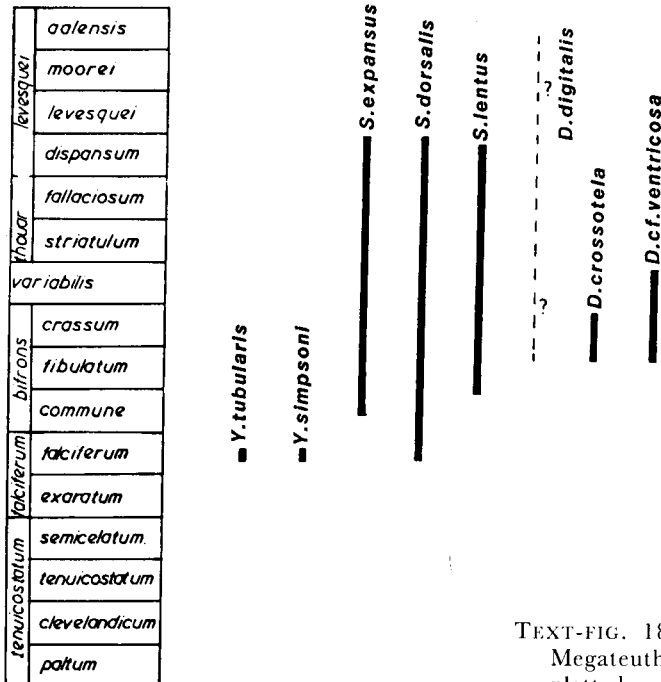 levesquei
aalensis
moorei
levesquei
dispansum
thouar
fallaciosum
striatulum
variabilis
bifrons
crassum
fibulatum
commune
falciferum
falciferum
exaratum
tenuicostatum
semicelatum.
tenuicostatum
clevelandicum
paltum
Y.tubularis
Y.simpsoni
S.expansus
S.dorsalis
S.lentus
?
?
D.digitalis
D.crossotela
D.cf.ventricosa
TEXT-FIG. 18
Megateuth